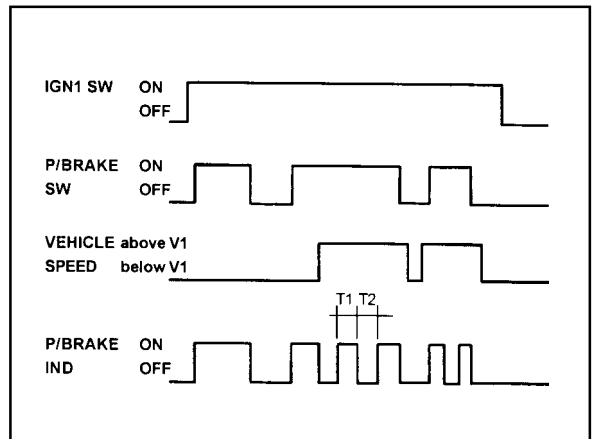 IGN1 SW ON
OFF
P/BRAKE ON
SW OFF
VEHICLE above V1
SPEED below V1
T1 T2
P/BRAKE ON
IND OFF